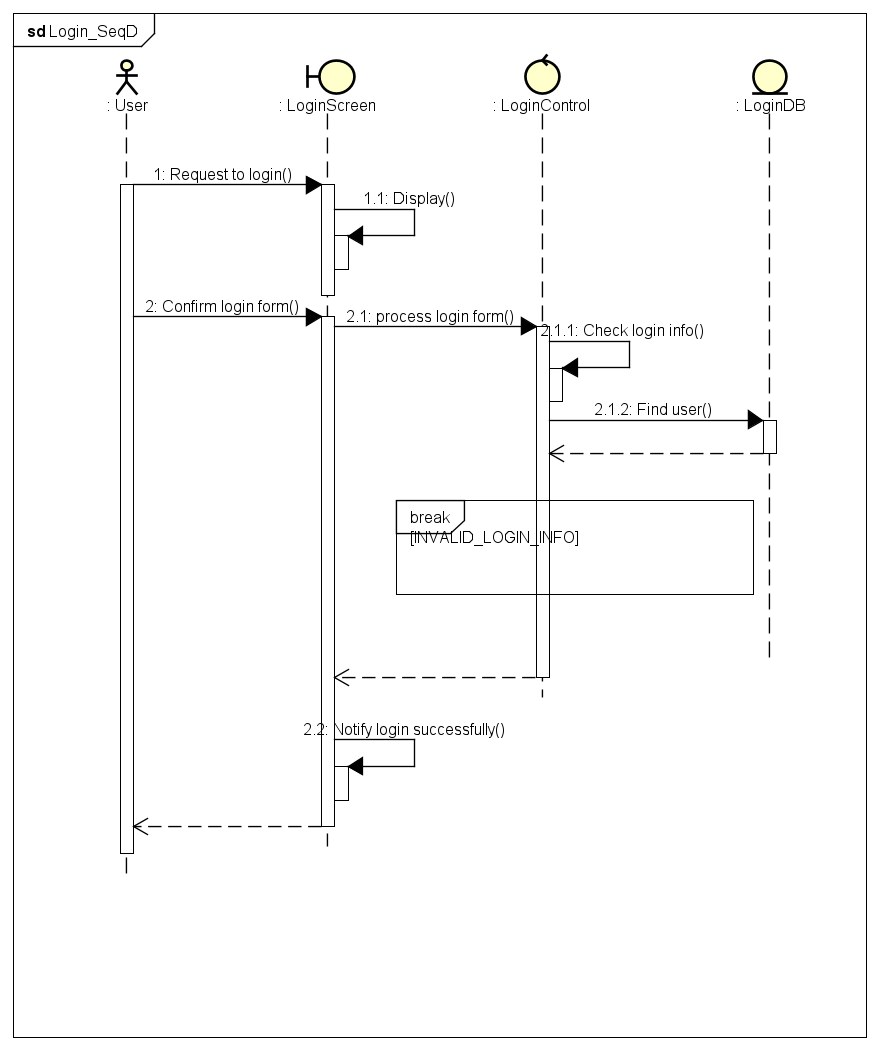 sd Login_SeqD
: User
: LoginScreen
: LoginControl
: LoginDB
1: Request to login()
1.1: Display()
2: Confirm login form()
2.1: process login form()
2.1.1: Check login info()
2.1.2: Find user()
break
[INVALID_LOGIN_INFO]
2.2: Notify login successfully()